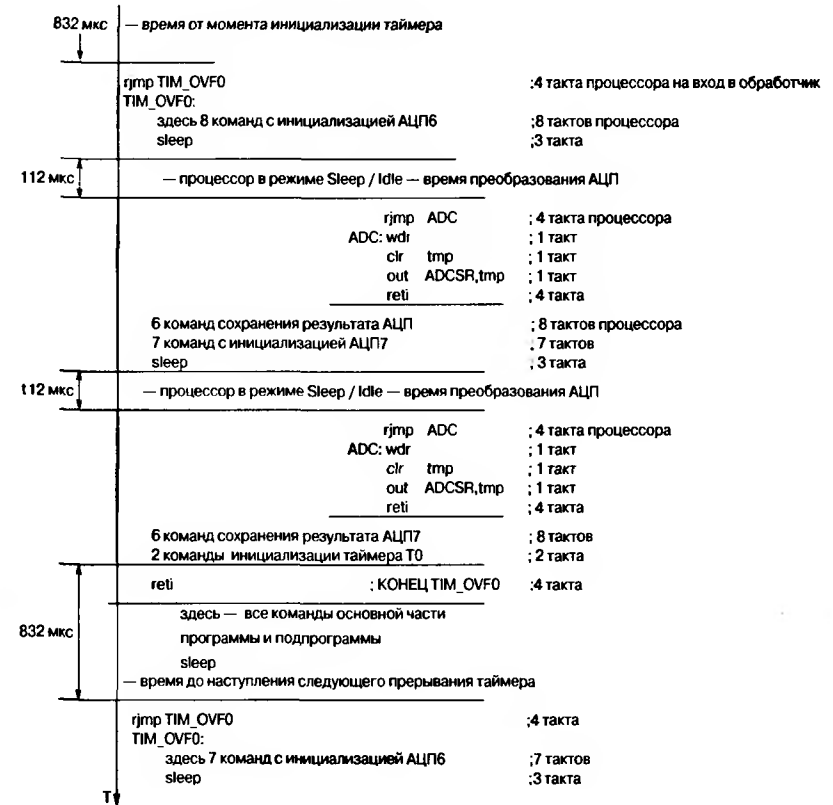 832 мкс — время от момента инициализации таймера
rjmp TIM_OVF0 ;4 такта процессора на вход в обработчик
TIM_OVF0:
здесь 8 команд с инициализацией АЦП6 ;8 тактов процессора
sleep ;3 такта
112 мкс — процессор в режиме Sleep / Idle — время преобразования АЦП
rjmp ADC ; 4 такта процессора
ADC: wdr ; 1 такт
clr tmp ; 1 такт
out ADCSR,tmp ; 1 такт
reti ; 4 такта
6 команд сохранения результата АЦП ; 8 тактов процессора
7 команд с инициализацией АЦП7 ; 7 тактов
sleep ; 3 такта
112 мкс — процессор в режиме Sleep / Idle — время преобразования АЦП
rjmp ADC ; 4 такта процессора
ADC: wdr ; 1 такт
clr tmp ; 1 такт
out ADCSR,tmp ; 1 такт
reti ; 4 такта
6 команд сохранения результата АЦП7 ; 8 тактов
2 команды инициализации таймера T0 ; 2 такта
reti ; КОНЕЦ TIM_OVF0 ;4 такта
здесь — все команды основной части
832 мкс программы и подпрограммы
sleep
— время до наступления следующего прерывания таймера
rjmp TIM_OVF0 ;4 такта
TIM_OVF0:
здесь 7 команд с инициализацией АЦП6 ;7 тактов
sleep ;3 такта
T